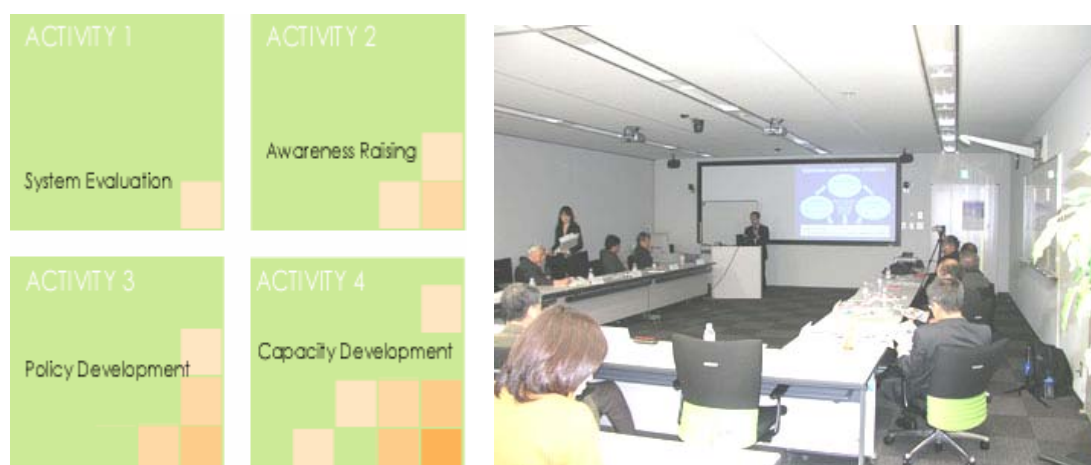 ACTIVITY 1
System Evaluation
ACTIVITY 2
Awareness Raising
ACTIVITY 3
Policy Development
ACTIVITY 4
Capacity Development